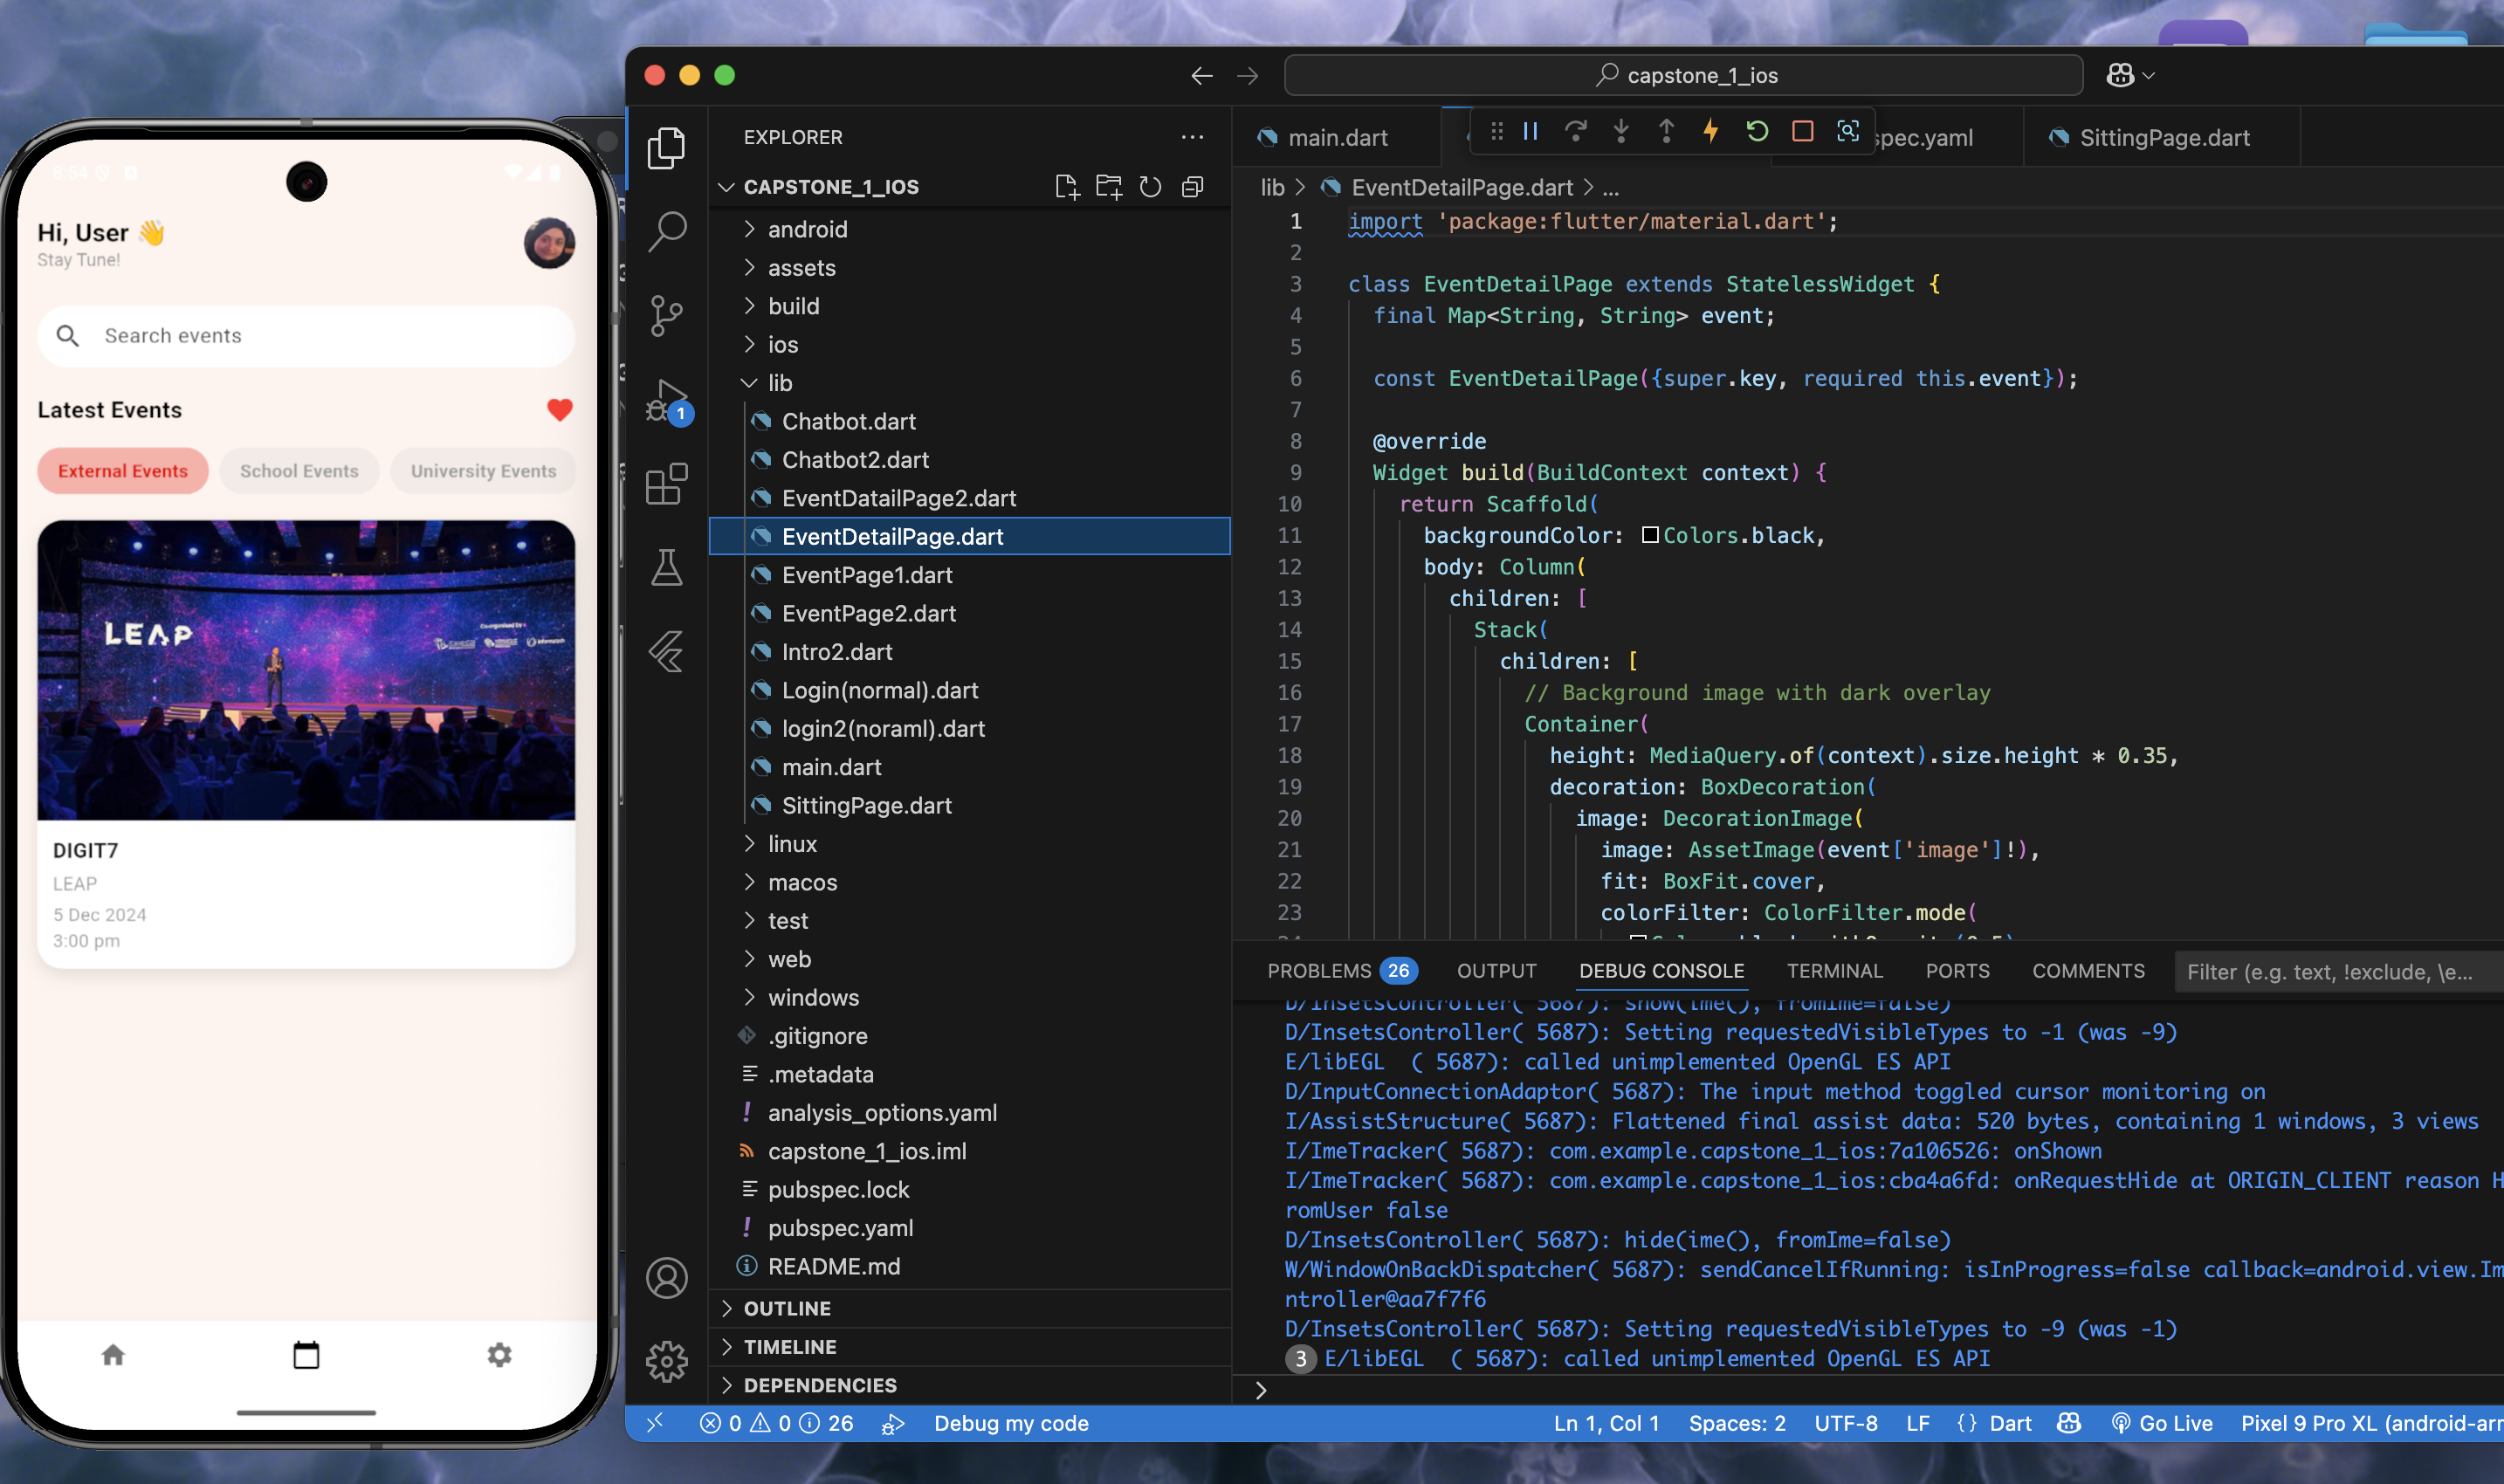 8:54
Hi, User 👋
Stay Tune!
Search events
Latest Events
External Events
School Events
University Events
LEAP
DIGIT7
LEAP
5 Dec 2024
3:00 pm
capstone_1_ios
EXPLORER
CAPSTONE_1_IOS
android
assets
build
ios
lib
Chatbot.dart
Chatbot2.dart
EventDatailPage2.dart
EventDetailPage.dart
EventPage1.dart
EventPage2.dart
Intro2.dart
Login(normal).dart
login2(noraml).dart
main.dart
SittingPage.dart
linux
macos
test
web
windows
.gitignore
.metadata
analysis_options.yaml
capstone_1_ios.iml
pubspec.lock
pubspec.yaml
README.md
OUTLINE
TIMELINE
DEPENDENCIES
1
main.dart
spec.yaml
SittingPage.dart
lib > EventDetailPage.dart > ...
1 import 'package:flutter/material.dart';
2
3 class EventDetailPage extends StatelessWidget {
4 final Map<String, String> event;
5
6 const EventDetailPage({super.key, required this.event});
7
8 @override
9 Widget build(BuildContext context) {
10 return Scaffold(
11 backgroundColor: Colors.black,
12 body: Column(
13 children: [
14 Stack(
15 children: [
16 // Background image with dark overlay
17 Container(
18 height: MediaQuery.of(context).size.height * 0.35,
19 decoration: BoxDecoration(
20 image: DecorationImage(
21 image: AssetImage(event['image']!),
22 fit: BoxFit.cover,
23 colorFilter: ColorFilter.mode(
PROBLEMS 26
OUTPUT
DEBUG CONSOLE
TERMINAL
PORTS
COMMENTS
Filter (e.g. text, !exclude, \e...
D/InsetsController( 5687): show(ime(), fromIme=false)
D/InsetsController( 5687): Setting requestedVisibleTypes to -1 (was -9)
E/libEGL  ( 5687): called unimplemented OpenGL ES API
D/InputConnectionAdaptor( 5687): The input method toggled cursor monitoring on
I/AssistStructure( 5687): Flattened final assist data: 520 bytes, containing 1 windows, 3 views
I/ImeTracker( 5687): com.example.capstone_1_ios:7a106526: onShown
I/ImeTracker( 5687): com.example.capstone_1_ios:cba4a6fd: onRequestHide at ORIGIN_CLIENT reason H
romUser false
D/InsetsController( 5687): hide(ime(), fromIme=false)
W/WindowOnBackDispatcher( 5687): sendCancelIfRunning: isInProgress=false callback=android.view.Im
ntroller@aa7f7f6
D/InsetsController( 5687): Setting requestedVisibleTypes to -9 (was -1)
3 E/libEGL  ( 5687): called unimplemented OpenGL ES API
>
0 0 26
Debug my code
Ln 1, Col 1
Spaces: 2
UTF-8
LF
{} Dart
Go Live
Pixel 9 Pro XL (android-arm